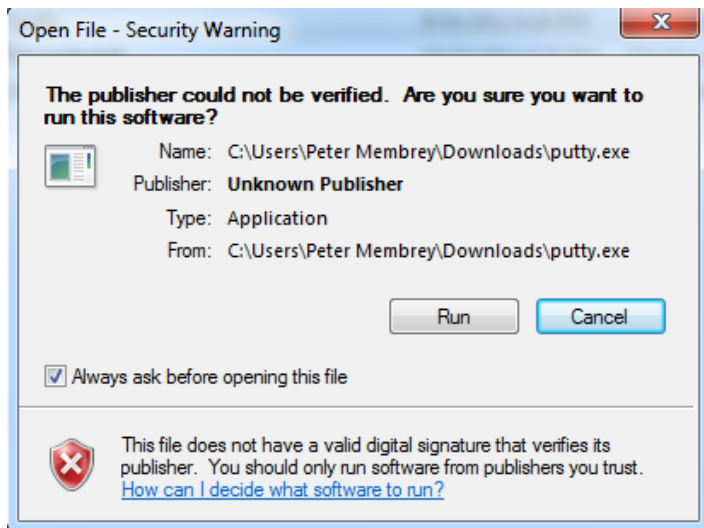 Open File - Security Warning
The publisher could not be verified.  Are you sure you want to
run this software?
Name: C:\Users\Peter Membrey\Downloads\putty.exe
Publisher: Unknown Publisher
Type: Application
From: C:\Users\Peter Membrey\Downloads\putty.exe
Run Cancel
Always ask before opening this file
This file does not have a valid digital signature that verifies its
publisher.  You should only run software from publishers you trust.
How can I decide what software to run?